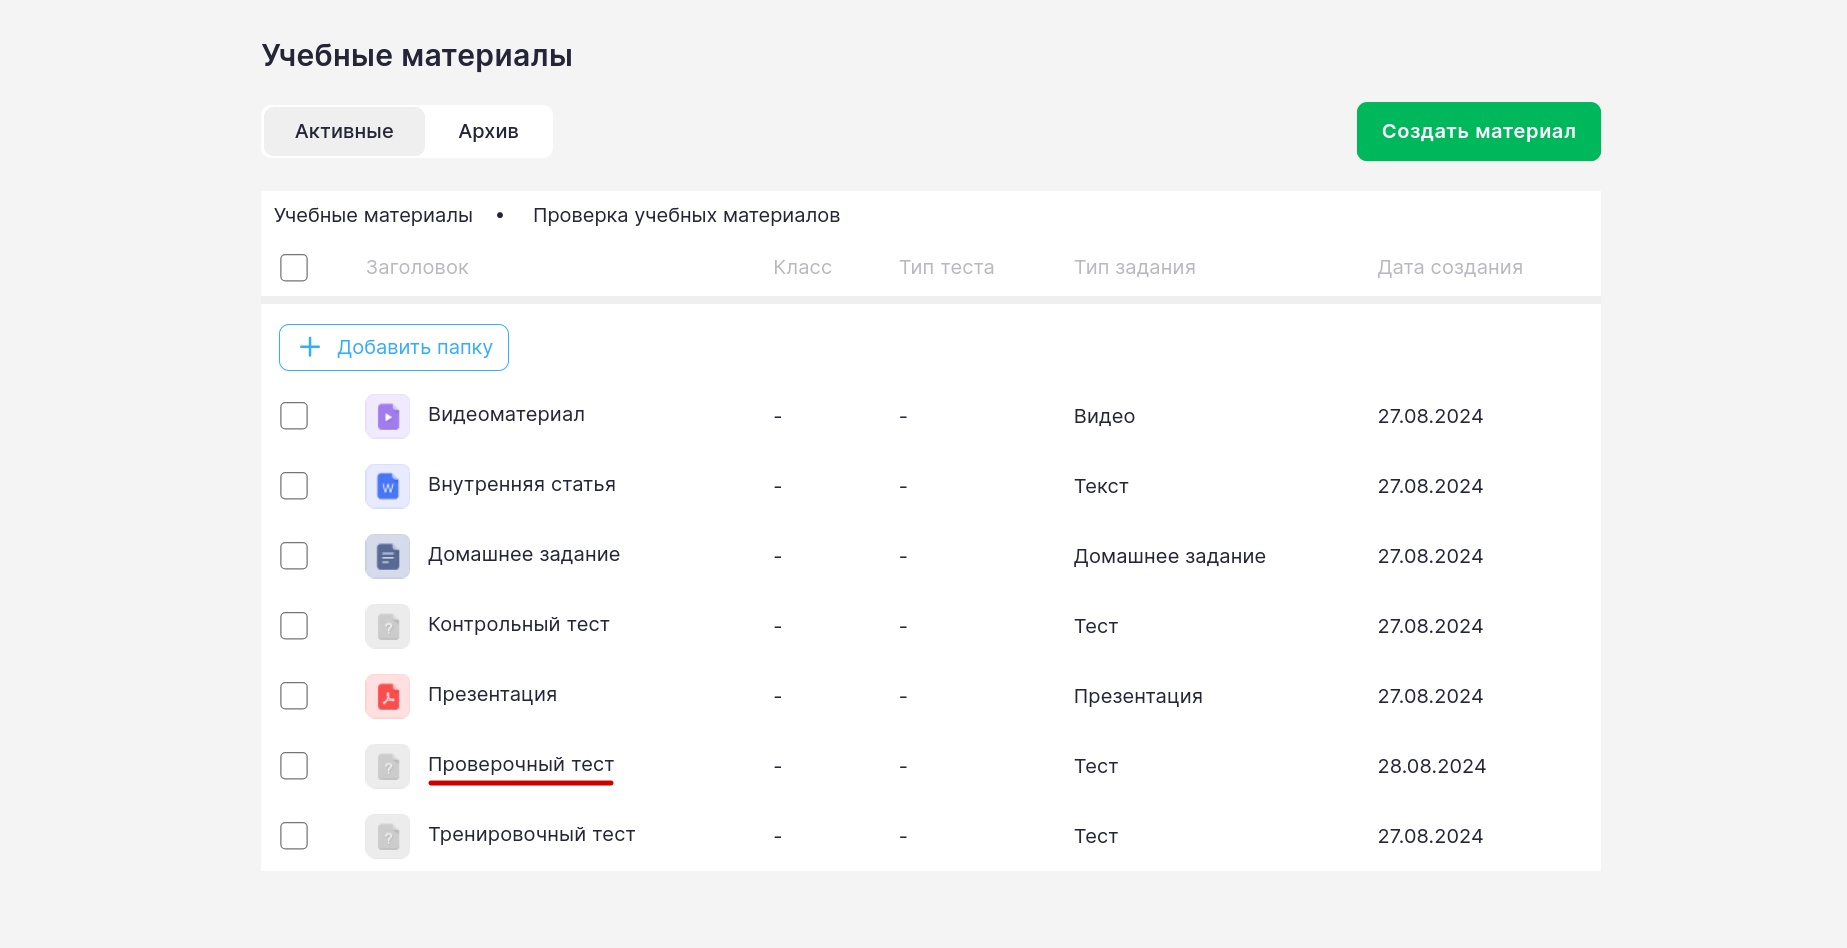 Учебные материалы
Активные Архив Создать материал
Учебные материалы • Проверка учебных материалов
Заголовок Класс Тип теста Тип задания Дата создания
+ Добавить папку
Видеоматериал - - Видео 27.08.2024
W Внутренняя статья - - Текст 27.08.2024
Домашнее задание - - Домашнее задание 27.08.2024
? Контрольный тест - - Тест 27.08.2024
Презентация - - Презентация 27.08.2024
? Проверочный тест - - Тест 28.08.2024
? Тренировочный тест - - Тест 27.08.2024